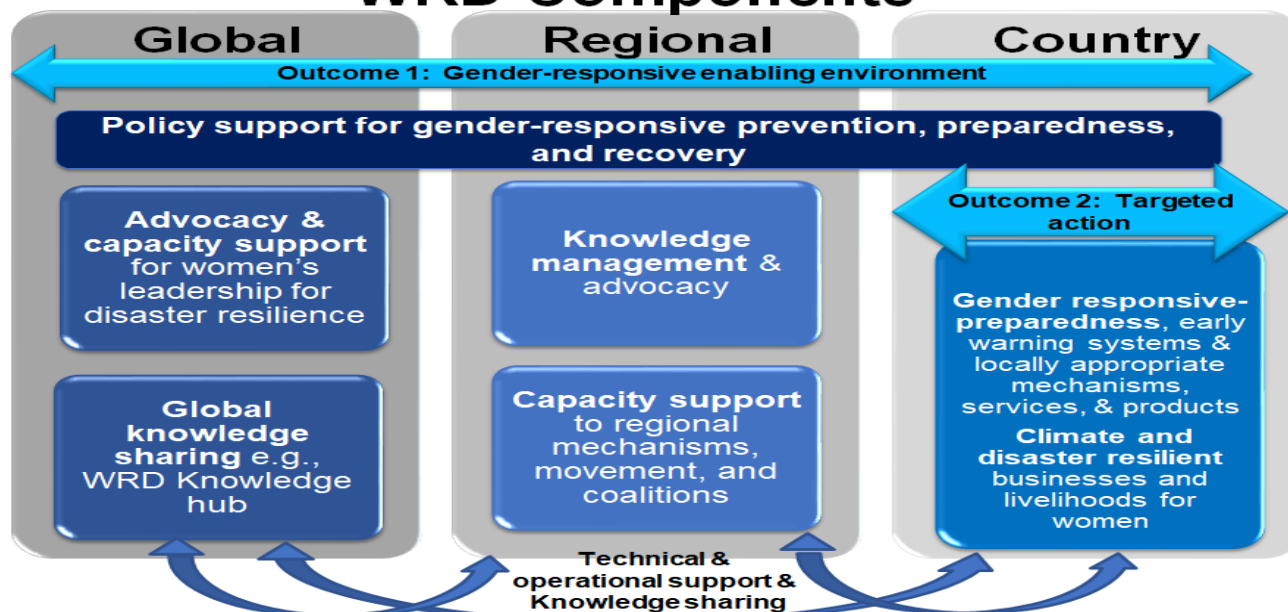 WRD Components
Global
Regional
Country
Outcome 1: Gender-responsive enabling environment
Policy support for gender-responsive prevention, preparedness,
and recovery
Advocacy &
capacity support
for women's
leadership for
disaster resilience
Global
knowledge
sharing e.g.,
WRD Knowledge
hub
Knowledge
management &
advocacy
Capacity support
to regional
mechanisms,
movement, and
coalitions
Outcome 2: Targeted
action
Gender responsive-
preparedness, early
warning systems &
locally appropriate
mechanisms,
services, & products
Climate and
disaster resilient
businesses and
livelihoods for
women
Technical &
operational support &
Knowledge sharing